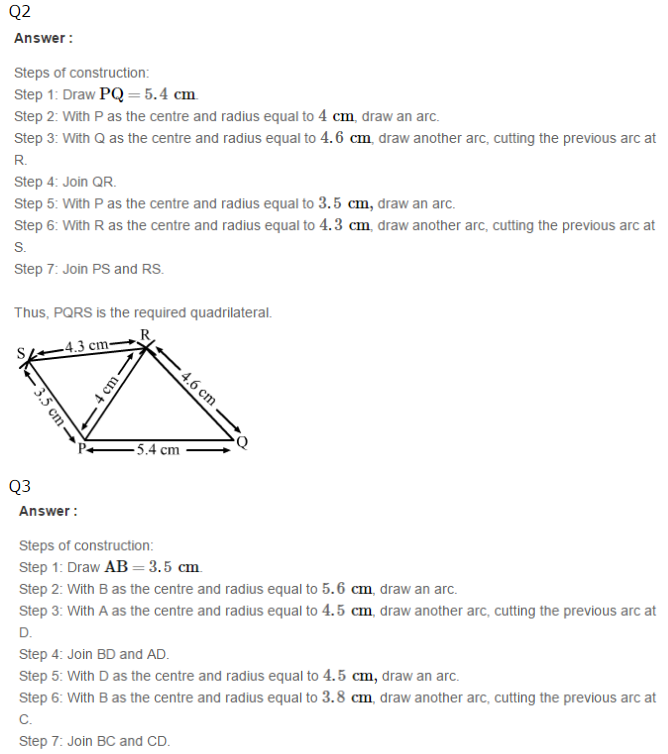 Q2
Answer :
Steps of construction:
Step 1: Draw PQ = 5.4 cm.
Step 2: With P as the centre and radius equal to 4 cm, draw an arc.
Step 3: With Q as the centre and radius equal to 4.6 cm, draw another arc, cutting the previous arc at
R.
Step 4: Join QR.
Step 5: With P as the centre and radius equal to 3.5 cm, draw an arc.
Step 6: With R as the centre and radius equal to 4.3 cm, draw another arc, cutting the previous arc at
S.
Step 7: Join PS and RS.
Thus, PQRS is the required quadrilateral.
R
S
4.3 cm
4 cm
4.6 cm
3.5 cm
P
5.4 cm
Q
Q3
Answer :
Steps of construction:
Step 1: Draw AB = 3.5 cm.
Step 2: With B as the centre and radius equal to 5.6 cm, draw an arc.
Step 3: With A as the centre and radius equal to 4.5 cm, draw another arc, cutting the previous arc at
D.
Step 4: Join BD and AD.
Step 5: With D as the centre and radius equal to 4.5 cm, draw an arc.
Step 6: With B as the centre and radius equal to 3.8 cm, draw another arc, cutting the previous arc at
C.
Step 7: Join BC and CD.